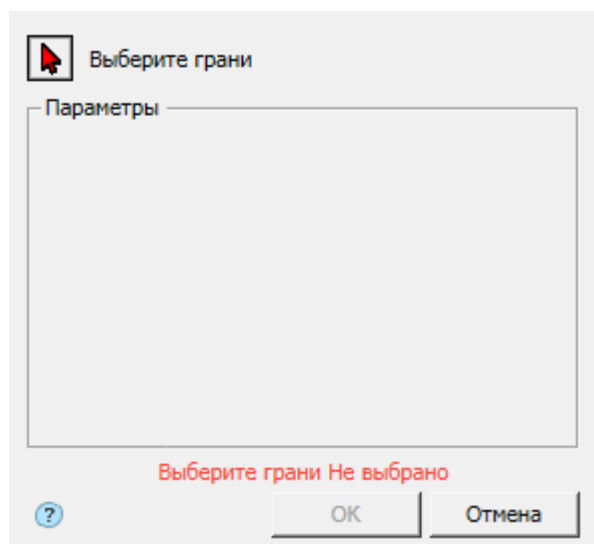 Выберите грани
Параметры
Выберите грани Не выбрано
?
OK
Отмена